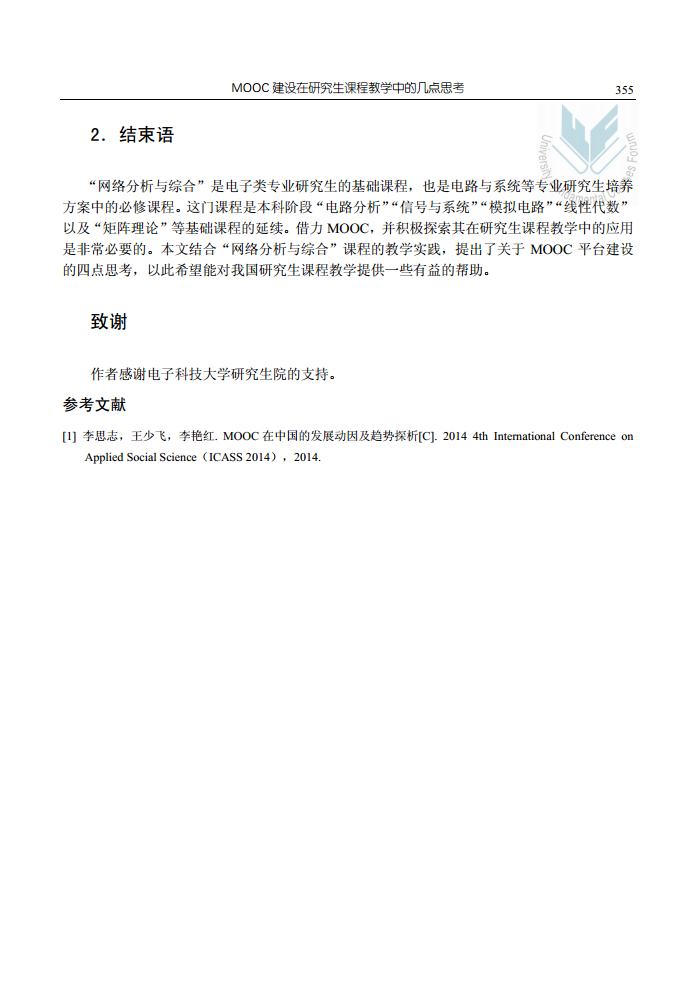 MOOC 建设在研究生课程教学中的几点思考 355
2．结束语
“网络分析与综合”是电子类专业研究生的基础课程，也是电路与系统等专业研究生培养
方案中的必修课程。这门课程是本科阶段“电路分析”“信号与系统”“模拟电路”“线性代数”
以及“矩阵理论”等基础课程的延续。借力 MOOC，并积极探索其在研究生课程教学中的应用
是非常必要的。本文结合“网络分析与综合”课程的教学实践，提出了关于 MOOC 平台建设
的四点思考，以此希望能对我国研究生课程教学提供一些有益的帮助。
致谢
作者感谢电子科技大学研究生院的支持。
参考文献
[1] 李思志，王少飞，李艳红. MOOC 在中国的发展动因及趋势探析[C]. 2014 4th International Conference on
Applied Social Science（ICASS 2014），2014.
University
Forum